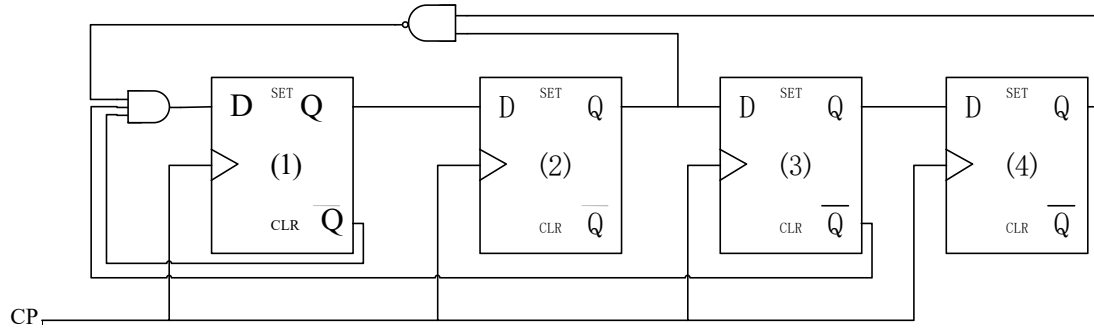 SET SET SET SET
D Q D Q D Q D Q
(1) (2) (3) (4)
CLR Q CLR Q CLR Q CLR Q
CP